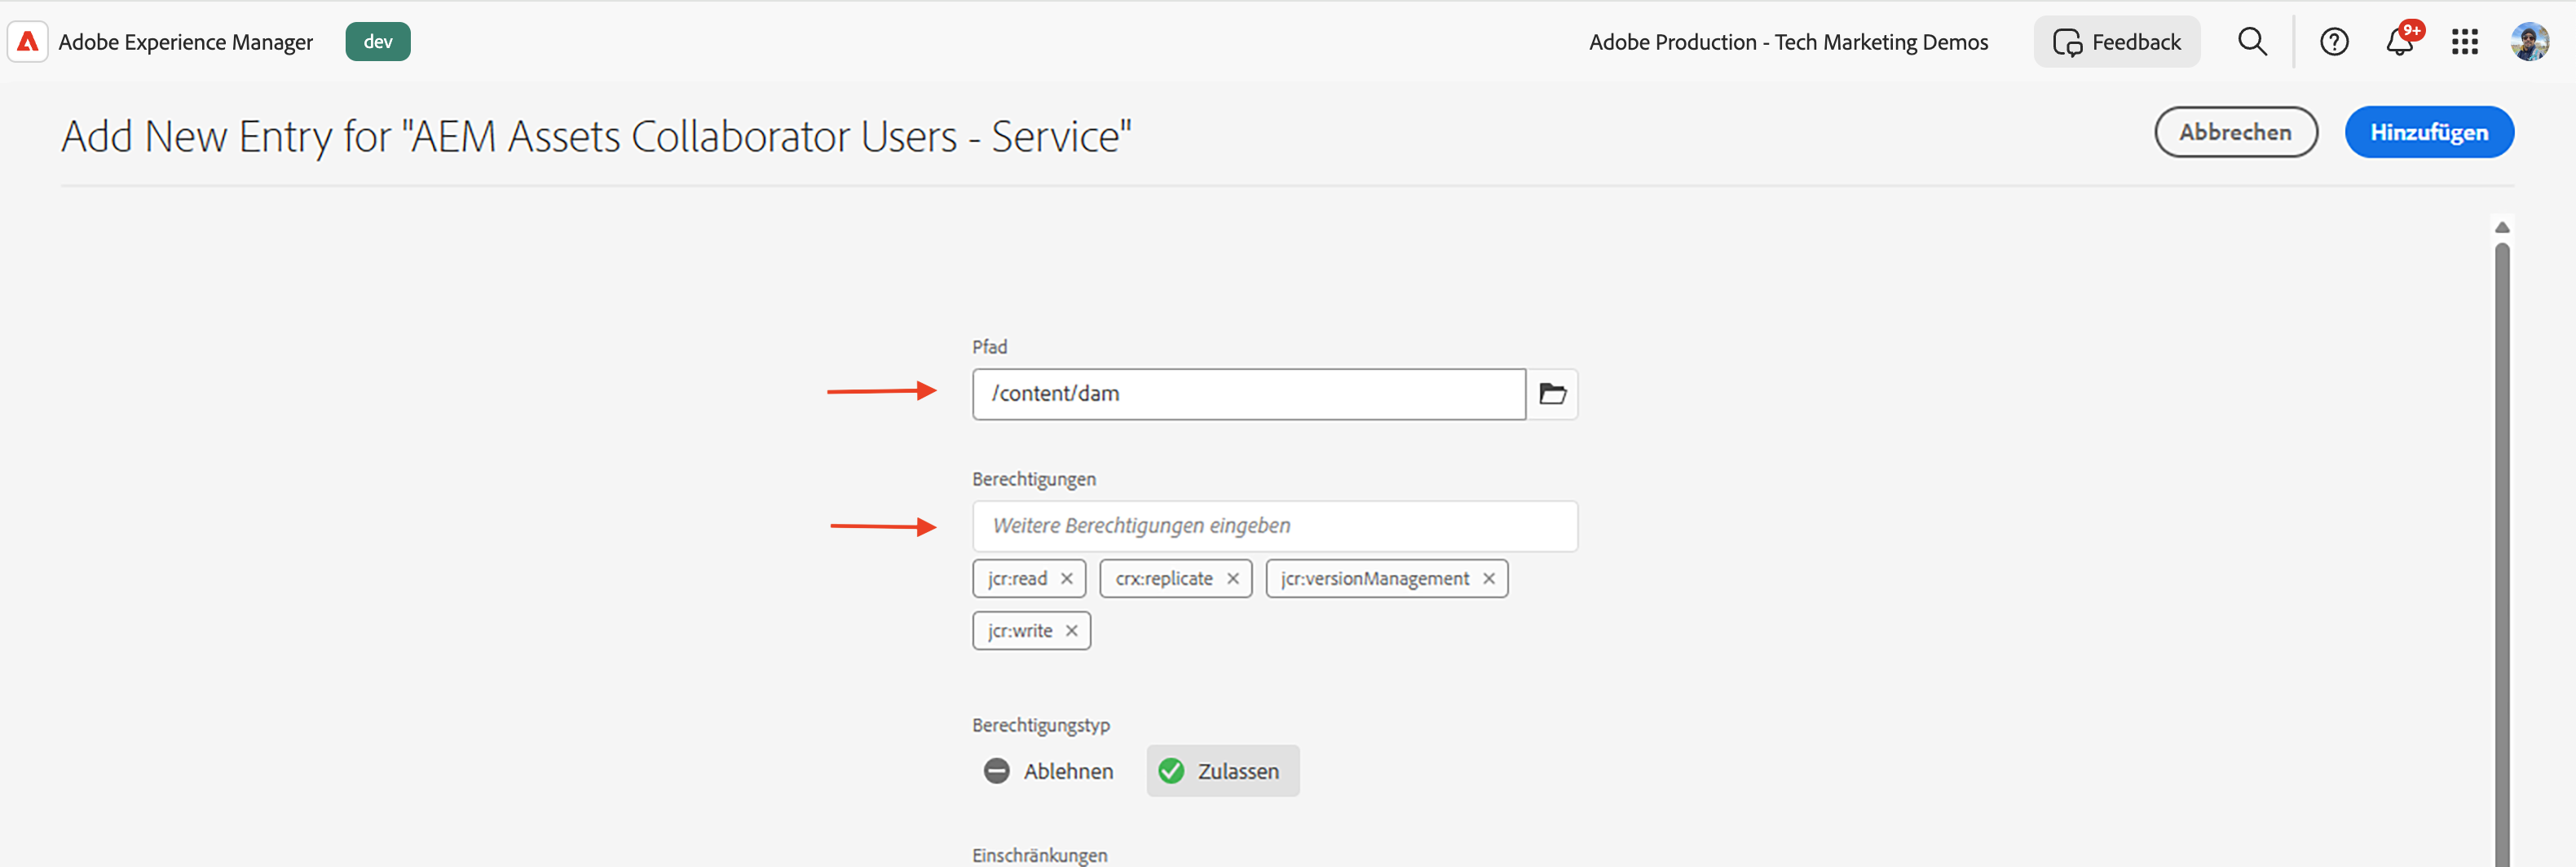 Adobe Experience Manager dev Adobe Production - Tech Marketing Demos Feedback 9+
Add New Entry for "AEM Assets Collaborator Users - Service" Abbrechen Hinzufügen
Pfad
/content/dam
Berechtigungen
Weitere Berechtigungen eingeben
jcr:read crx:replicate jcr:versionManagement
jcr:write
Berechtigungstyp
Ablehnen Zulassen
Einschränkungen